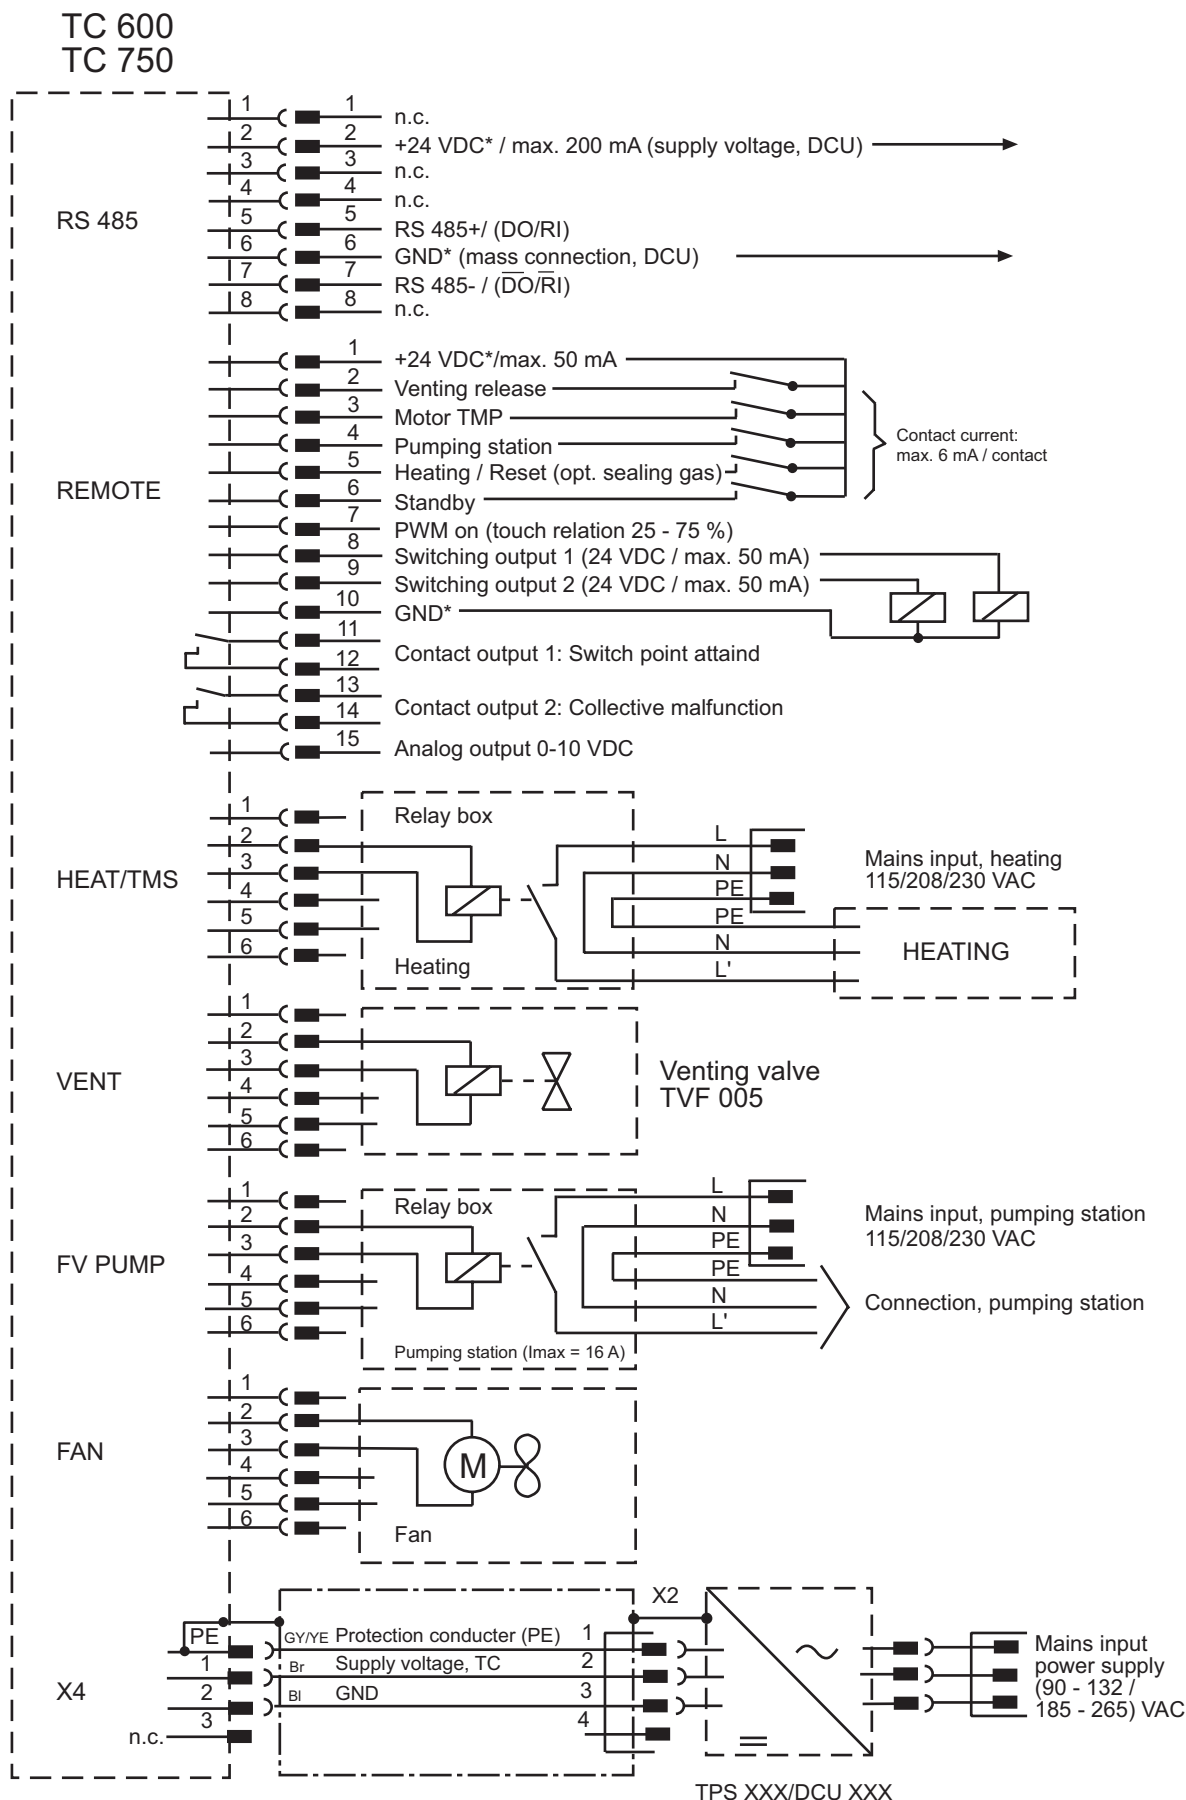 TC 600
TC 750
RS 485
1 1 n.c.
2 2 +24 VDC* / max. 200 mA (supply voltage, DCU)
3 3 n.c.
4 4 n.c.
5 5 RS 485+/ (DO/RI)
6 6 GND* (mass connection, DCU)
7 7 RS 485- / (D̅O̅/R̅I)
8 8 n.c.
REMOTE
1 +24 VDC*/max. 50 mA
2 Venting release
3 Motor TMP
4 Pumping station
5 Heating / Reset (opt. sealing gas)
6 Standby
Contact current:
max. 6 mA / contact
7 PWM on (touch relation 25 - 75 %)
8 Switching output 1 (24 VDC / max. 50 mA)
9 Switching output 2 (24 VDC / max. 50 mA)
10 GND*
11
12
Contact output 1: Switch point attaind
13
14
Contact output 2: Collective malfunction
15 Analog output 0-10 VDC
HEAT/TMS
1
2
3
4
5
6
Relay box
Heating
L
N
PE
PE
N
L'
Mains input, heating
115/208/230 VAC
HEATING
VENT
1
2
3
4
5
6
Venting valve
TVF 005
FV PUMP
1
2
3
4
5
6
Relay box
Pumping station (Imax = 16 A)
L
N
PE
PE
N
L'
Mains input, pumping station
115/208/230 VAC
Connection, pumping station
FAN
1
2
3
4
5
6
M
Fan
X4
PE
1
2
3
n.c.
GY/YE Protection conducter (PE) 1
Br Supply voltage, TC 2
Bl GND 3
4
X2
Mains input
power supply
(90 - 132 /
185 - 265) VAC
TPS XXX/DCU XXX